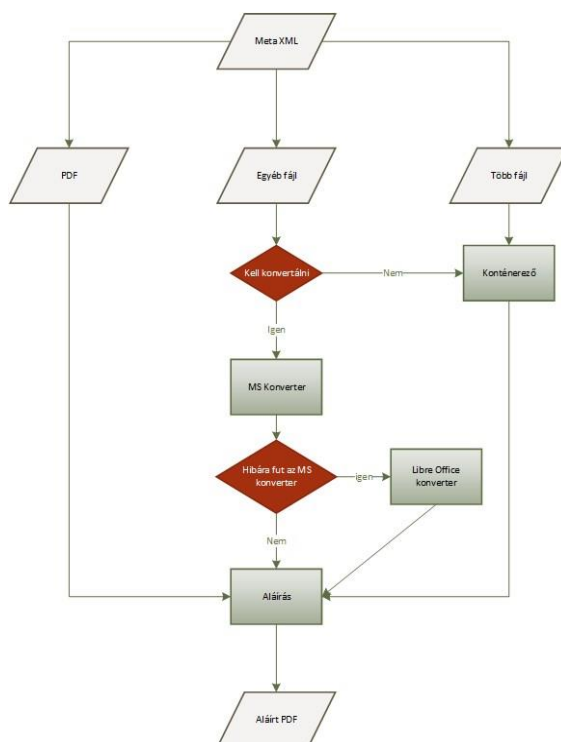 Meta XML
PDF
Egyéb fájl
Több fájl
Kell konvertálni
Nem
Konténerező
Igen
MS Konverter
Hibára fut az MS
konverter
igen
Libre Office
konverter
Nem
Aláírás
Aláírt PDF